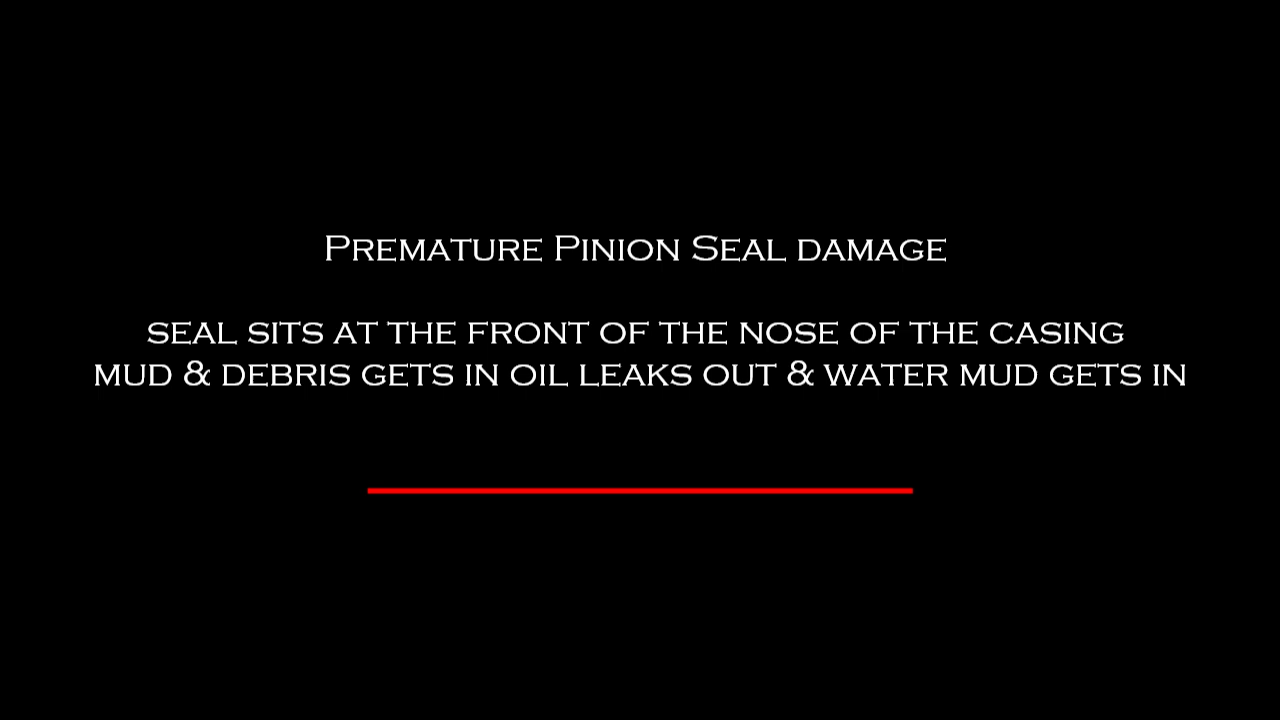 Premature Pinion Seal damage
seal sits at the front of the nose of the casing
mud & debris gets in oil leaks out & water mud gets in